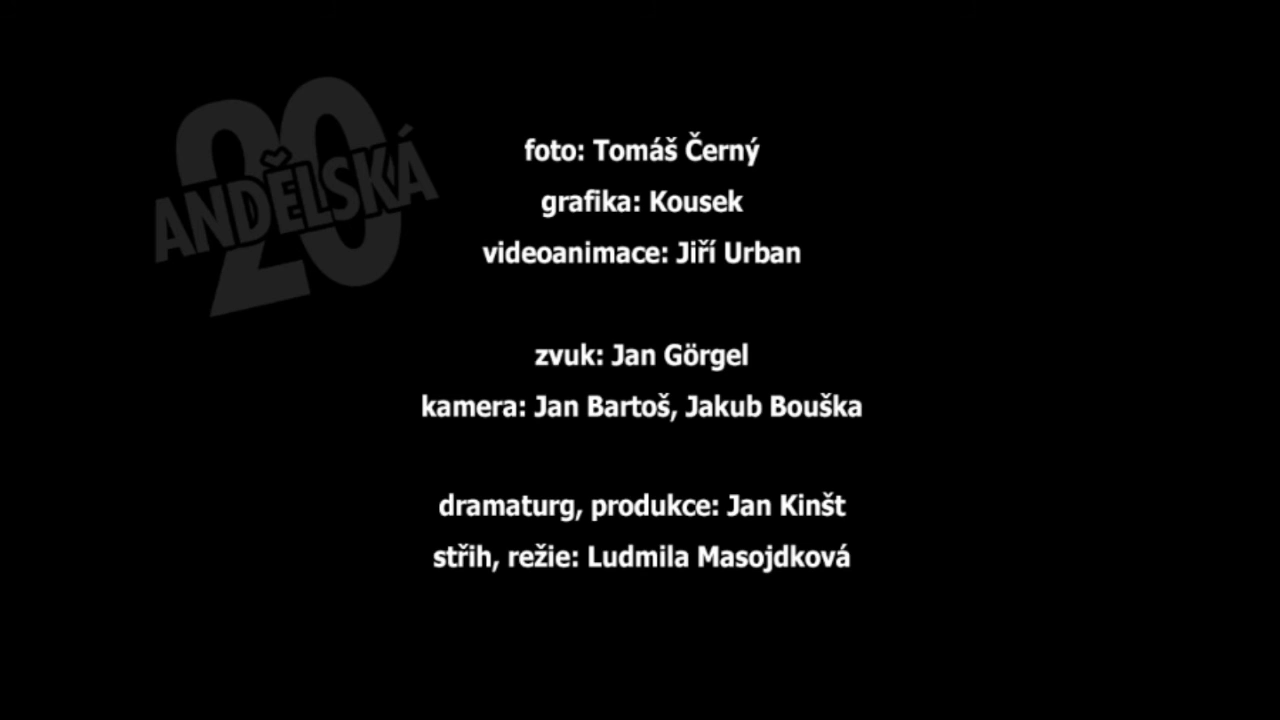 20
ANDĚLSKÁ
foto: Tomáš Černý
grafika: Kousek
videoanimace: Jiří Urban
zvuk: Jan Görgel
kamera: Jan Bartoš, Jakub Bouška
dramaturg, produkce: Jan Kinšt
střih, režie: Ludmila Masojdková